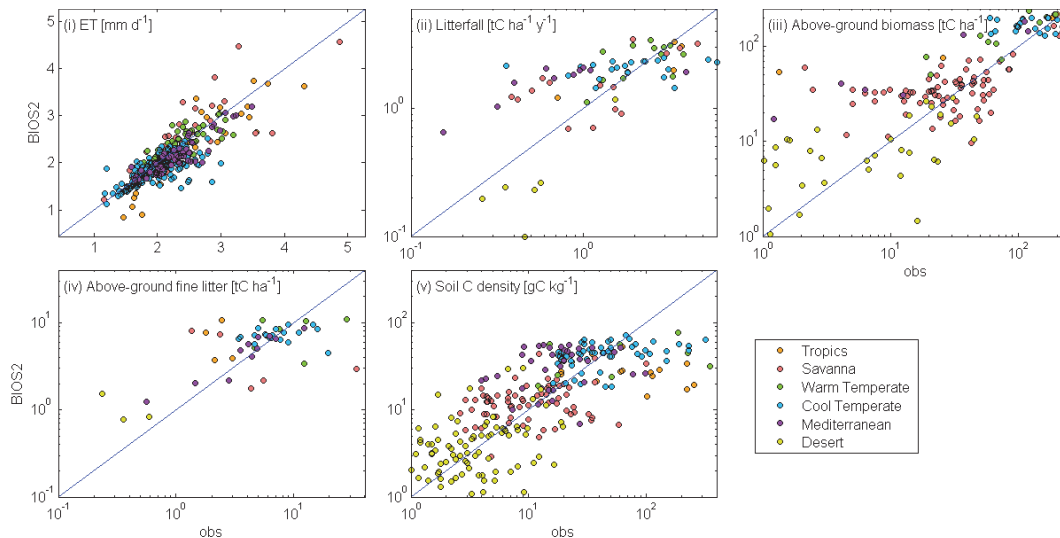 (i) ET [mm d⁻¹]
5
4
3
2
1
1
2
3
4
5
BIOS2
(ii) Litterfall [tC ha⁻¹ y⁻¹]
10⁰
10⁻¹
10⁻¹
10⁰
(iii) Above-ground biomass [tC ha⁻¹]
10²
10¹
10⁰
10⁰
10¹
10²
obs
(iv) Above-ground fine litter [tC ha⁻¹]
10¹
10⁰
10⁻¹
10⁻¹
10⁰
10¹
BIOS2
obs
(v) Soil C density [gC kg⁻¹]
10²
10¹
10⁰
10⁰
10¹
10²
obs
Tropics
Savanna
Warm Temperate
Cool Temperate
Mediterranean
Desert